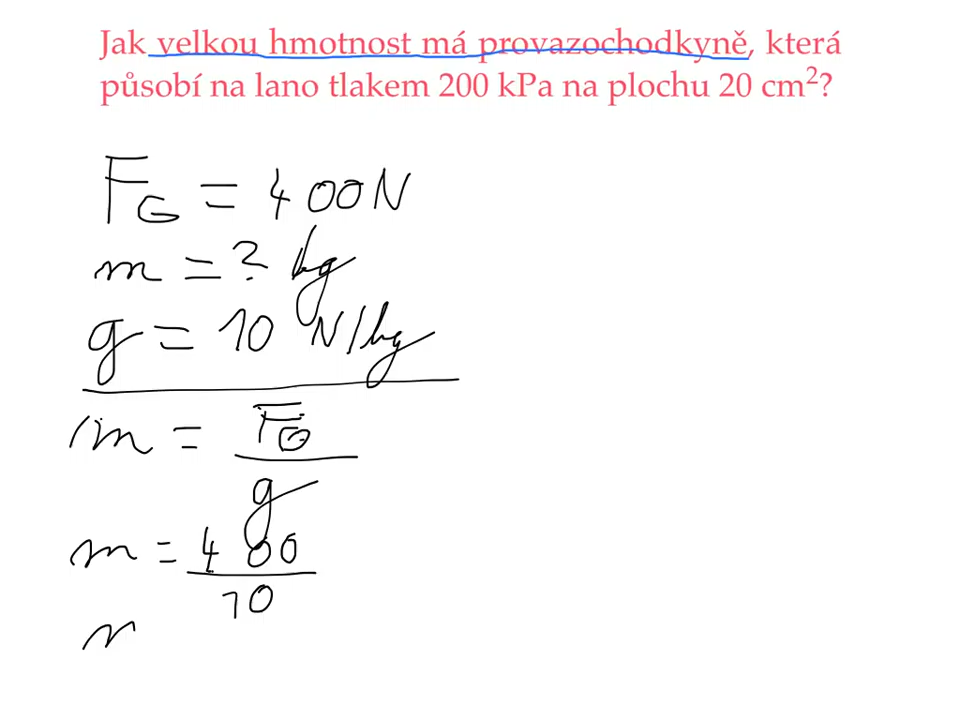 Jak velkou hmotnost má provazochodkyně, která
působí na lano tlakem 200 kPa na plochu 20 cm²?
F_G = 400 N
m = ? kg
g = 10 N/kg
m = F_G / g
m = 400 / 10
m